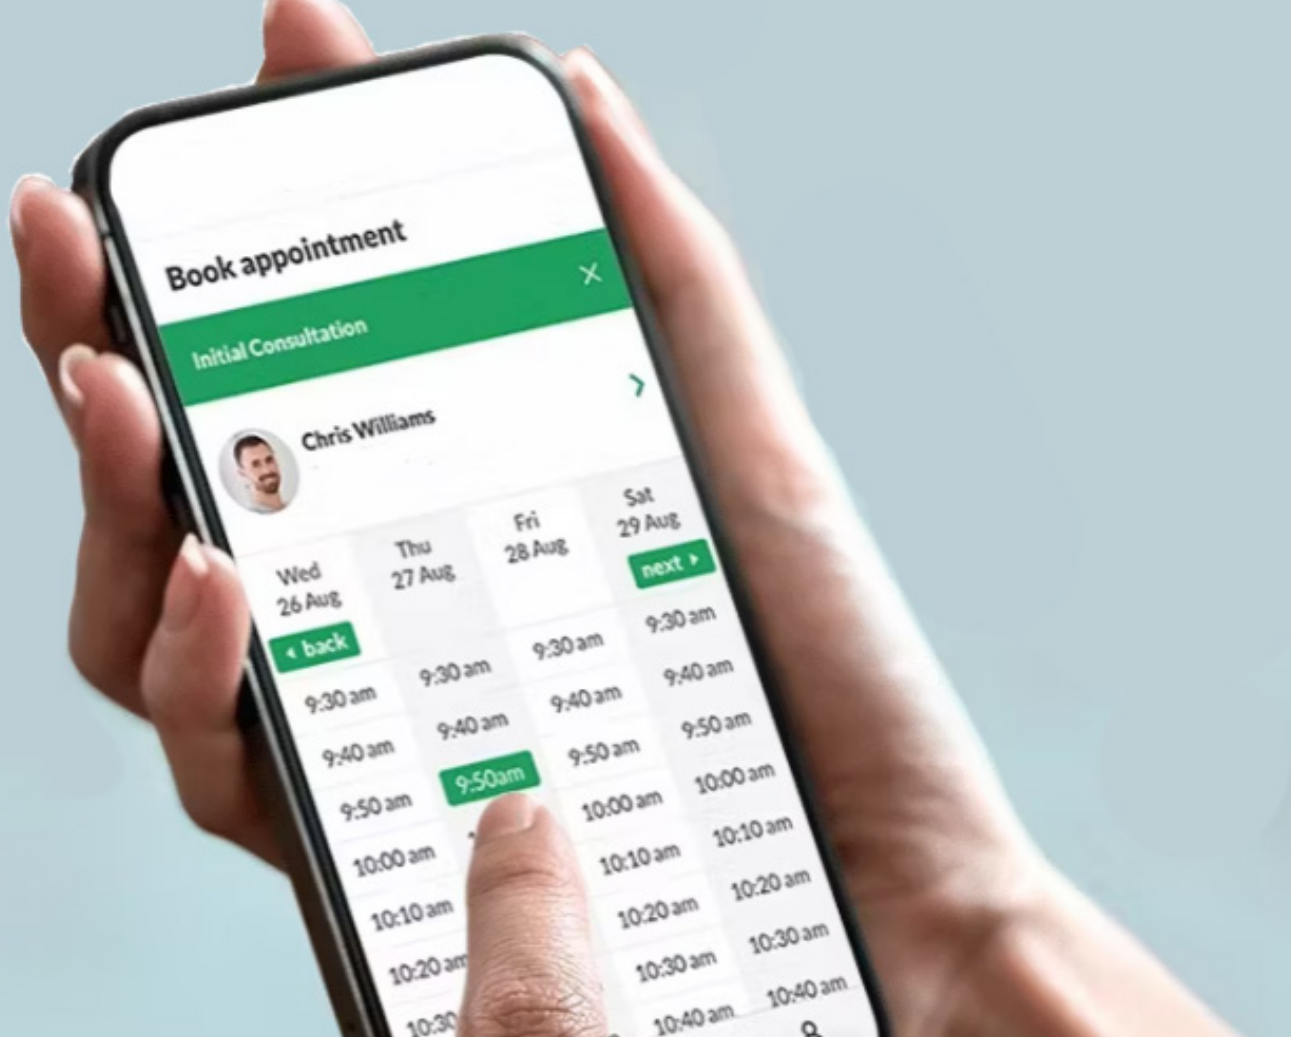 Book appointment
Initial Consultation
Chris Williams
Wed
26 Aug
Thu
27 Aug
Fri
28 Aug
Sat
29 Aug
back
next
9:30 am
9:30 am
9:30 am
9:30 am
9:40 am
9:40 am
9:40 am
9:40 am
9:50 am
9:50am
9:50 am
9:50 am
10:00 am
10:00 am
10:00 am
10:10 am
10:10 am
10:10 am
10:20 am
10:20 am
10:20 am
10:30
10:30 am
10:30 am
10:40 am
10:40 am